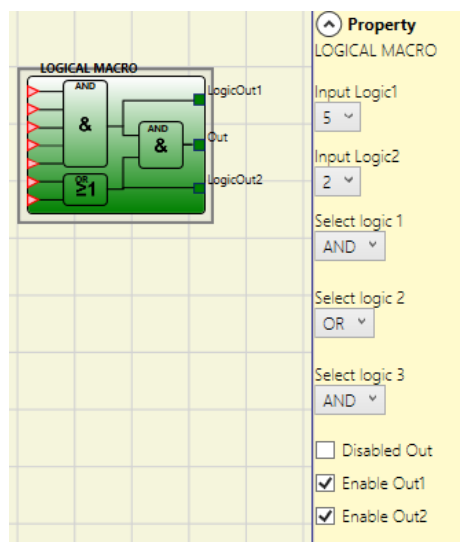 LOGICAL MACRO
AND
&
AND
&
OR
≥1
LogicOut1
Out
LogicOut2
Property
LOGICAL MACRO
Input Logic1
5
Input Logic2
2
Select logic 1
AND
Select logic 2
OR
Select logic 3
AND
Disabled Out
Enable Out1
Enable Out2